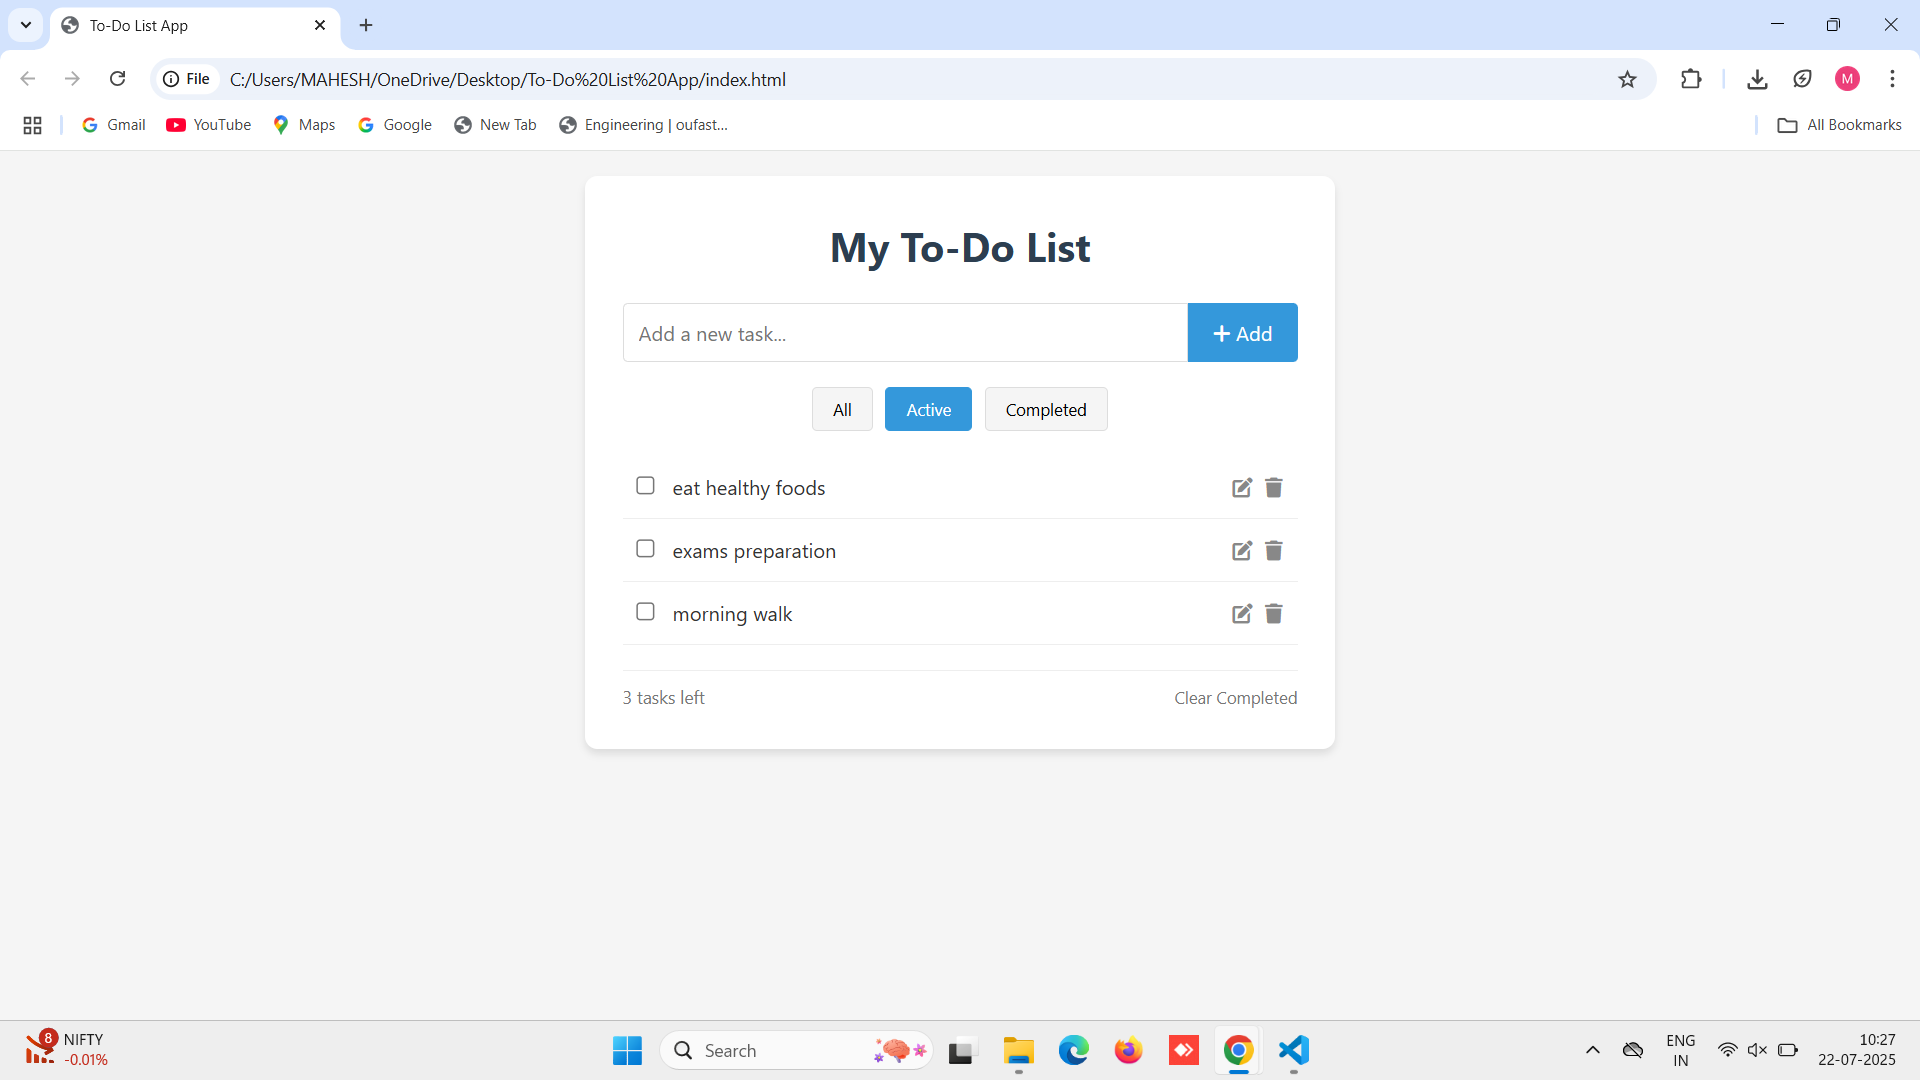 To-Do List App
File C:/Users/MAHESH/OneDrive/Desktop/To-Do%20List%20App/index.html M
Gmail YouTube Maps Google New Tab Engineering | oufast... All Bookmarks
My To-Do List
Add a new task... + Add
All Active Completed
eat healthy foods
exams preparation
morning walk
3 tasks left Clear Completed
8 NIFTY
-0.01%
Search
ENG
IN
10:27
22-07-2025